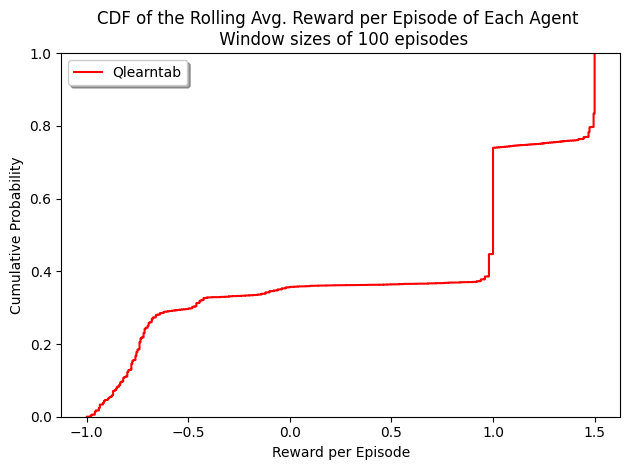 CDF of the Rolling Avg. Reward per Episode of Each Agent
Window sizes of 100 episodes
Qlearntab
1.0
0.8
0.6
0.4
0.2
0.0
Cumulative Probability
−1.0 −0.5 0.0 0.5 1.0 1.5
Reward per Episode